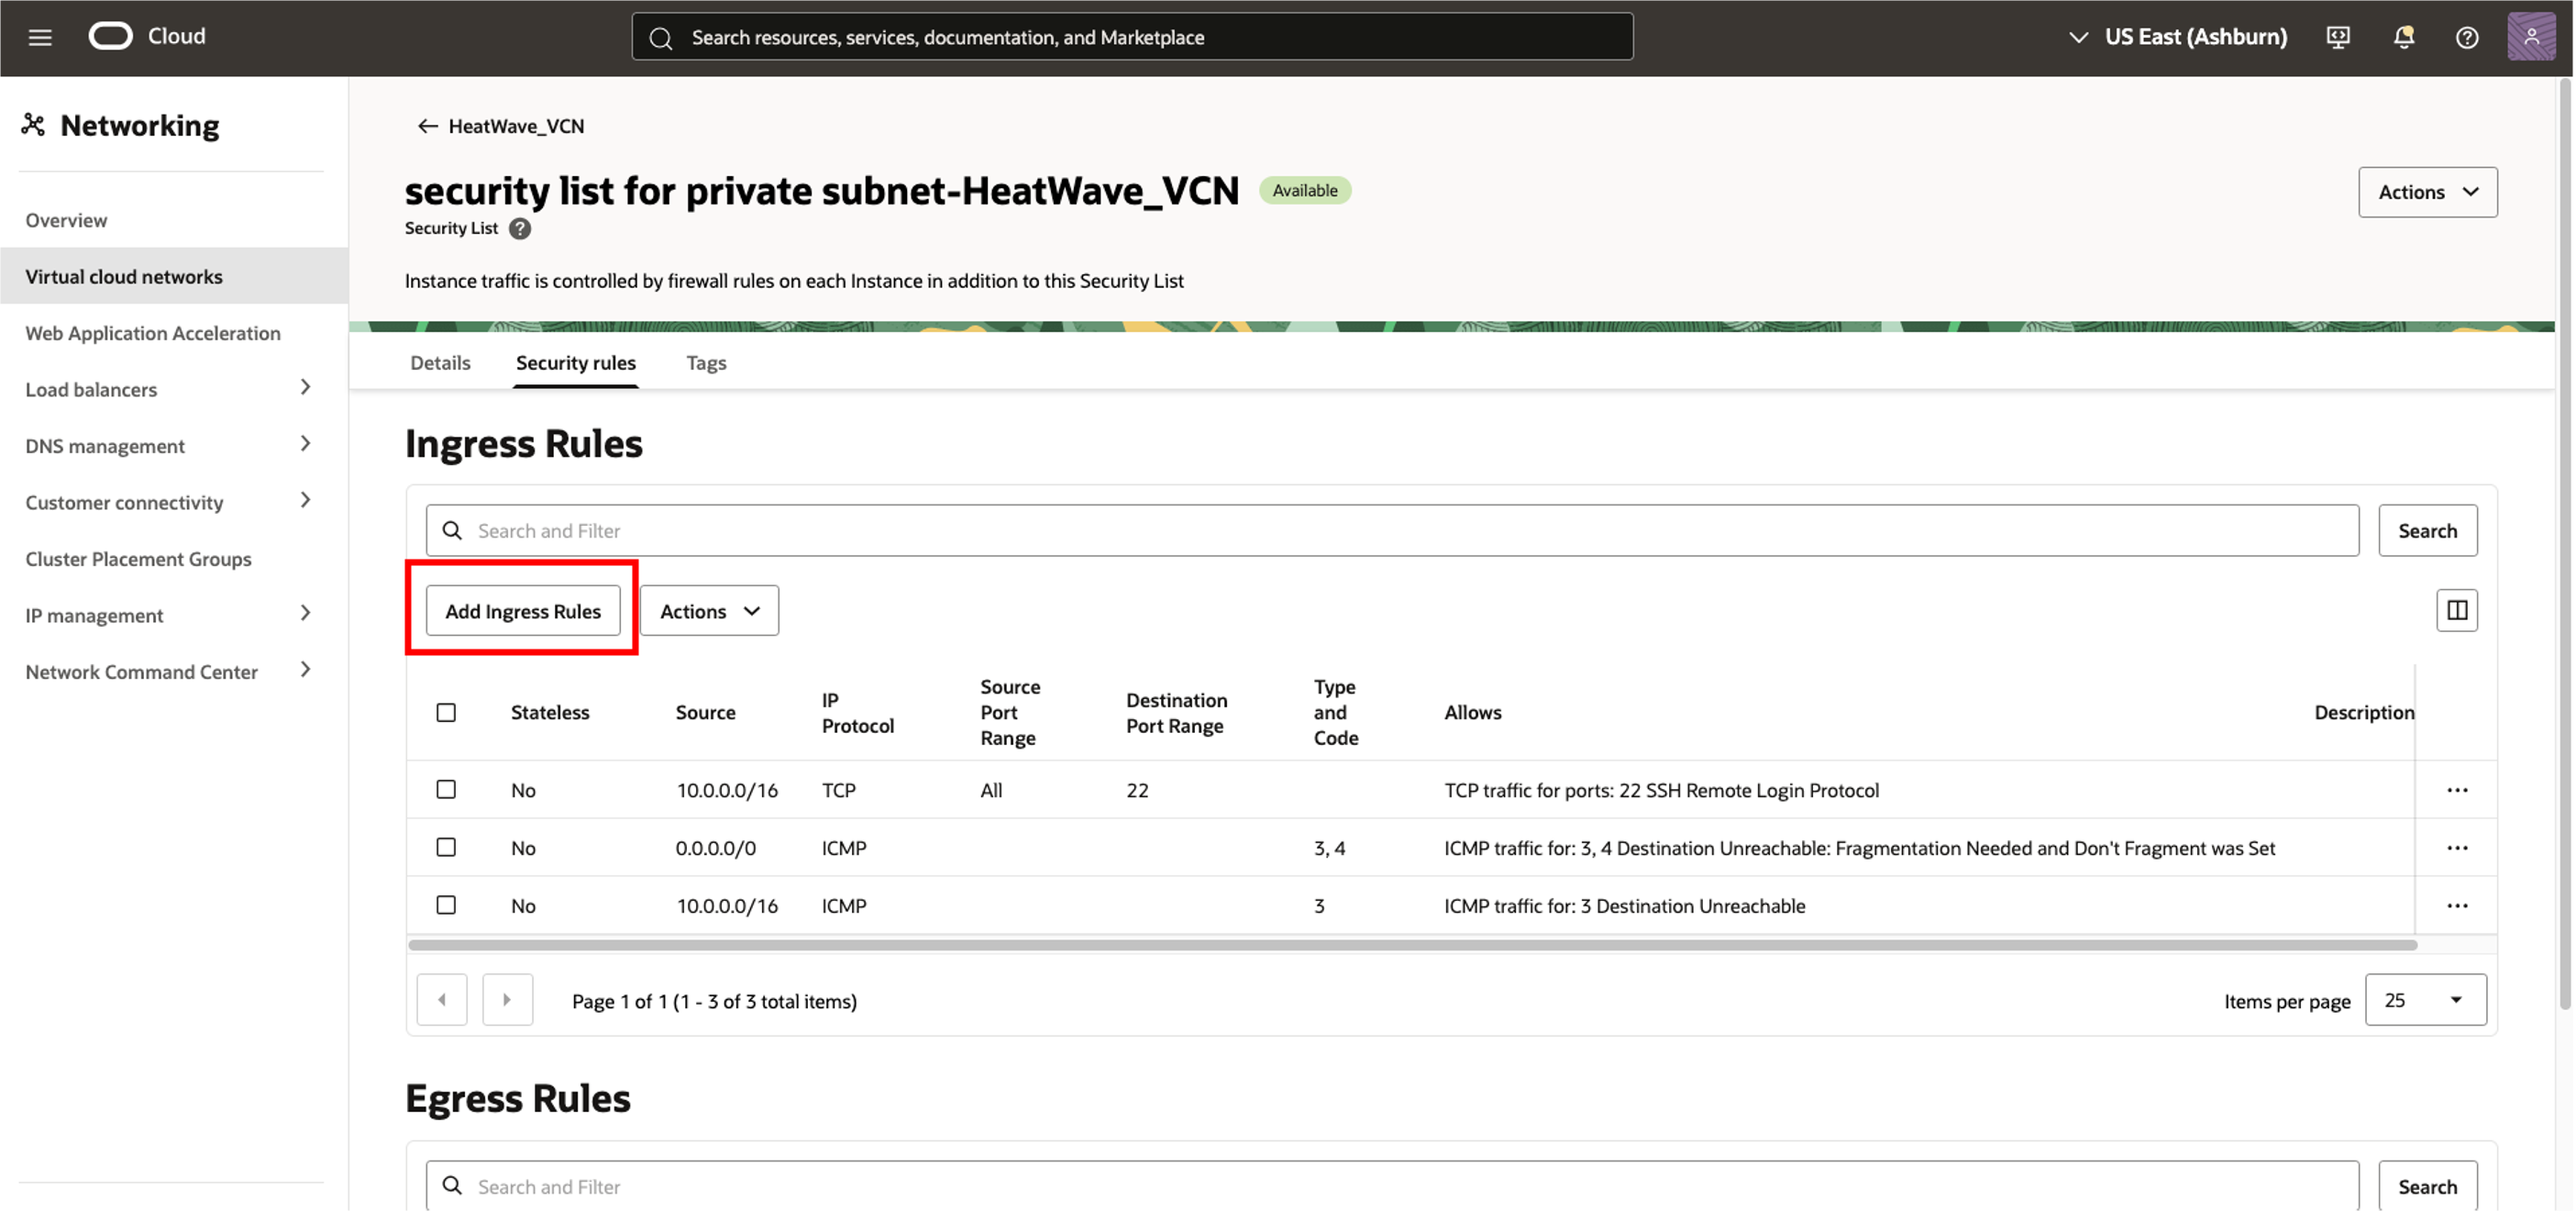 Cloud
Search resources, services, documentation, and Marketplace
US East (Ashburn)
Networking
Overview
Virtual cloud networks
Web Application Acceleration
Load balancers
DNS management
Customer connectivity
Cluster Placement Groups
IP management
Network Command Center
HeatWave_VCN
security list for private subnet-HeatWave_VCN Available
Actions
Security List ?
Instance traffic is controlled by firewall rules on each Instance in addition to this Security List
Details Security rules Tags
Ingress Rules
Search and Filter Search
Add Ingress Rules Actions
Stateless Source IP Protocol Source Port Range Destination Port Range Type and Code Allows Description
No 10.0.0.0/16 TCP All 22 TCP traffic for ports: 22 SSH Remote Login Protocol ...
No 0.0.0.0/0 ICMP 3, 4 ICMP traffic for: 3, 4 Destination Unreachable: Fragmentation Needed and Don't Fragment was Set ...
No 10.0.0.0/16 ICMP 3 ICMP traffic for: 3 Destination Unreachable ...
Page 1 of 1 (1 - 3 of 3 total items) Items per page 25
Egress Rules
Search and Filter Search